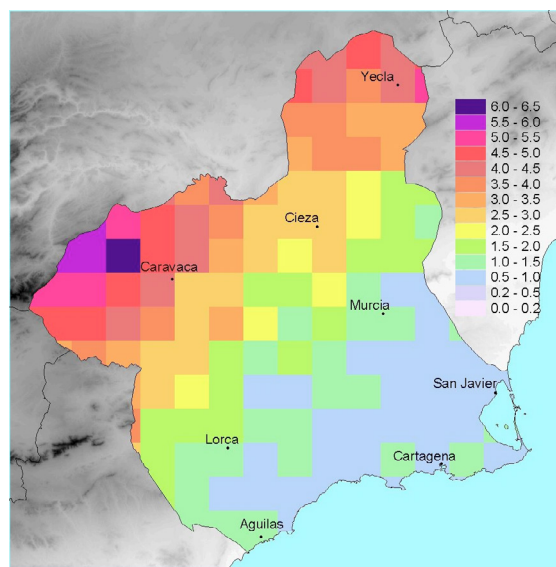 Yecla
6.0 - 6.5
5.5 - 6.0
5.0 - 5.5
4.5 - 5.0
4.0 - 4.5
3.5 - 4.0
3.0 - 3.5
2.5 - 3.0
2.0 - 2.5
1.5 - 2.0
1.0 - 1.5
0.5 - 1.0
0.2 - 0.5
0.0 - 0.2
Cieza
Caravaca
Murcia
San Javier
Lorca
Cartagena
Aguilas